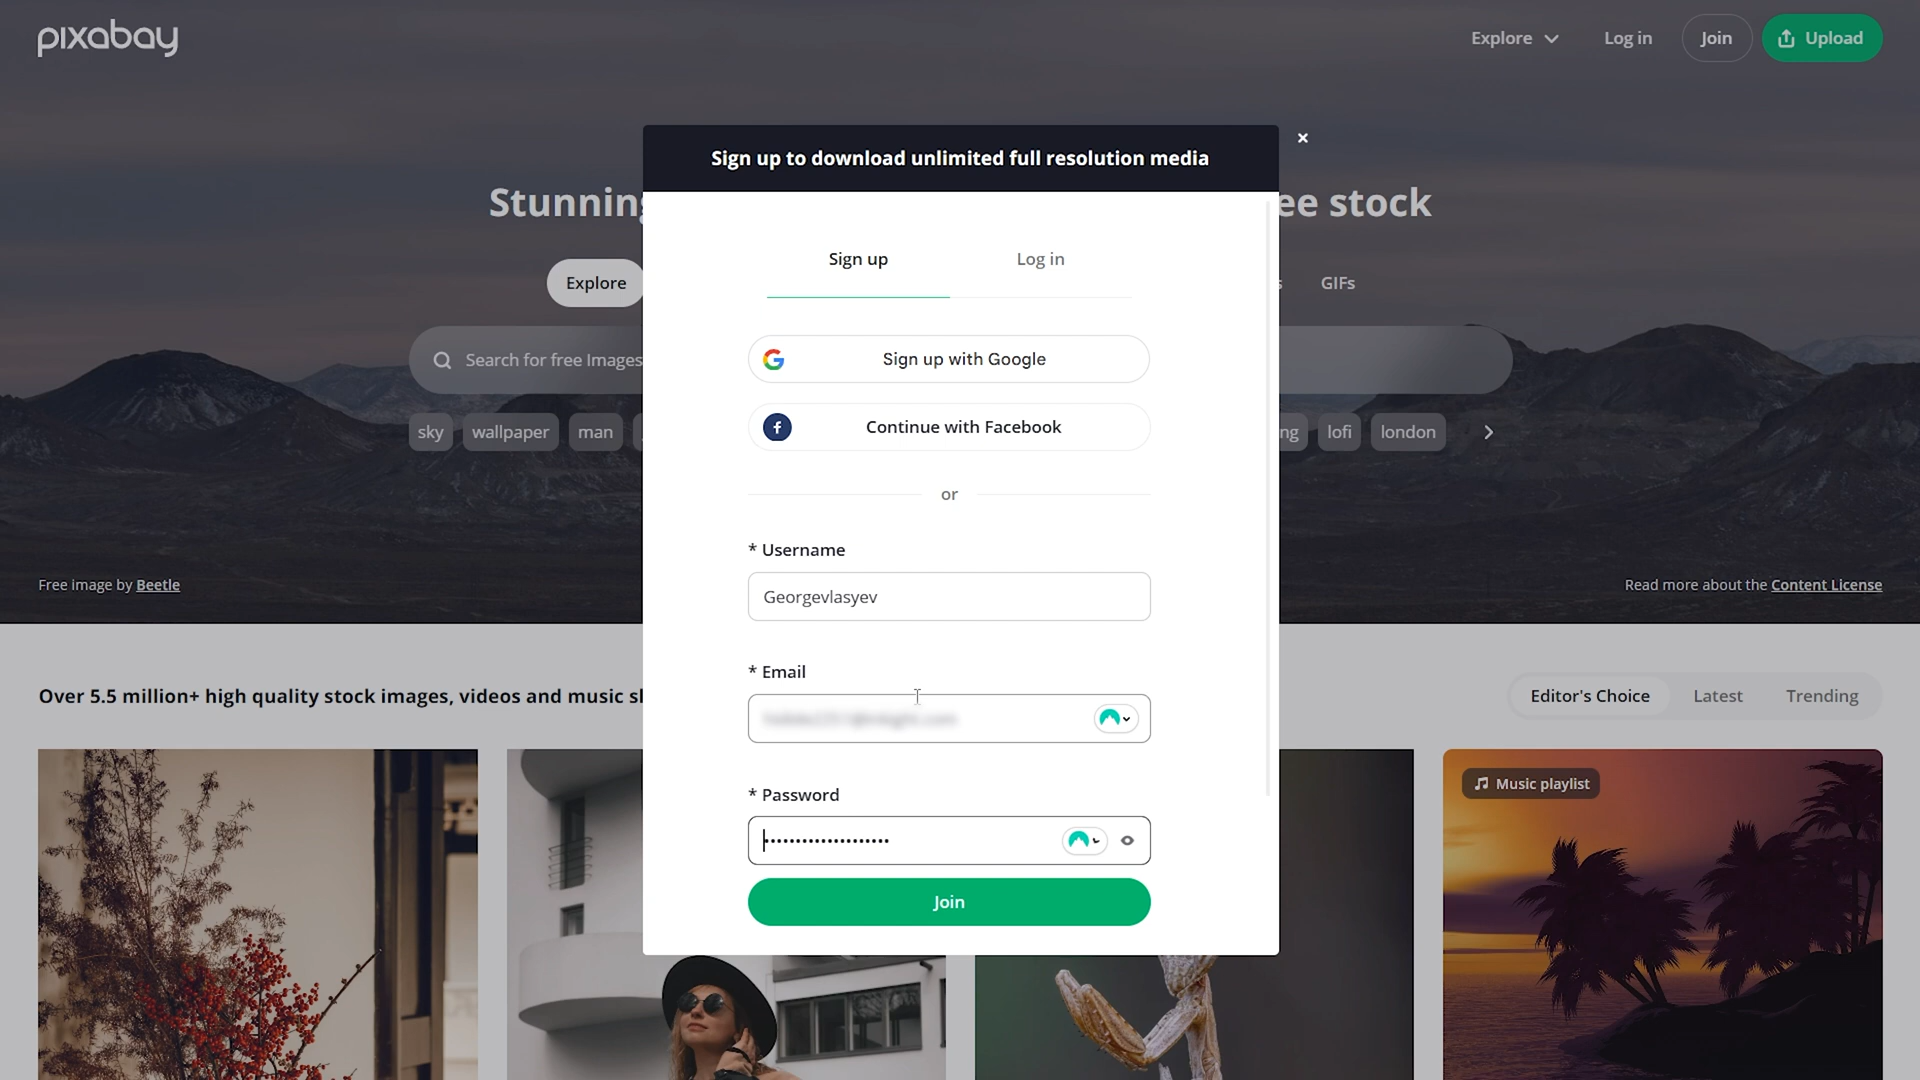 pixabay
Explore
Log in
Join
Upload
Sign up to download unlimited full resolution media
Stunning
ee stock
Sign up
Log in
Explore
GIFs
Sign up with Google
Search for free Images
Continue with Facebook
sky
wallpaper
man
ng
lofi
london
or
* Username
Georgevlasyev
Free image by Beetle
Read more about the Content License
* Email
Over 5.5 million+ high quality stock images, videos and music sl
Editor's Choice
Latest
Trending
* Password
••••••••••••••••••••
Music playlist
Join